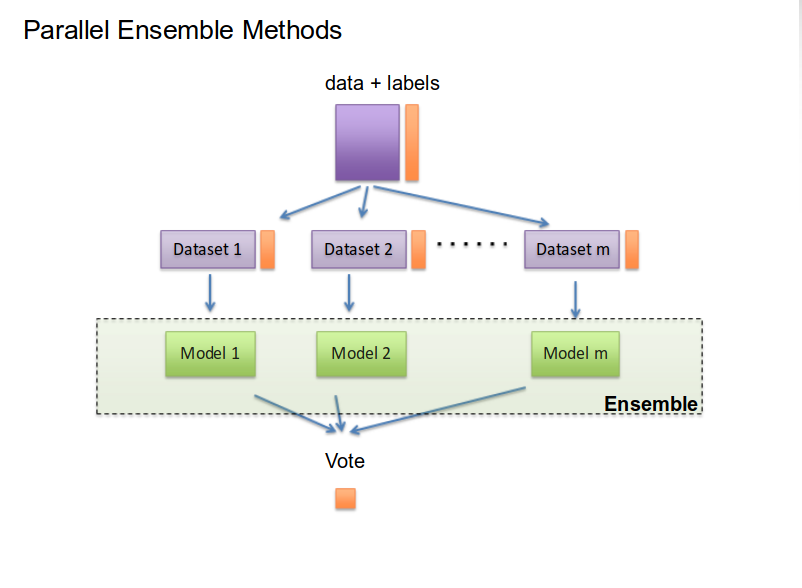 Parallel Ensemble Methods
data + labels
Dataset 1
Dataset 2
......
Dataset m
Model 1
Model 2
Model m
Ensemble
Vote